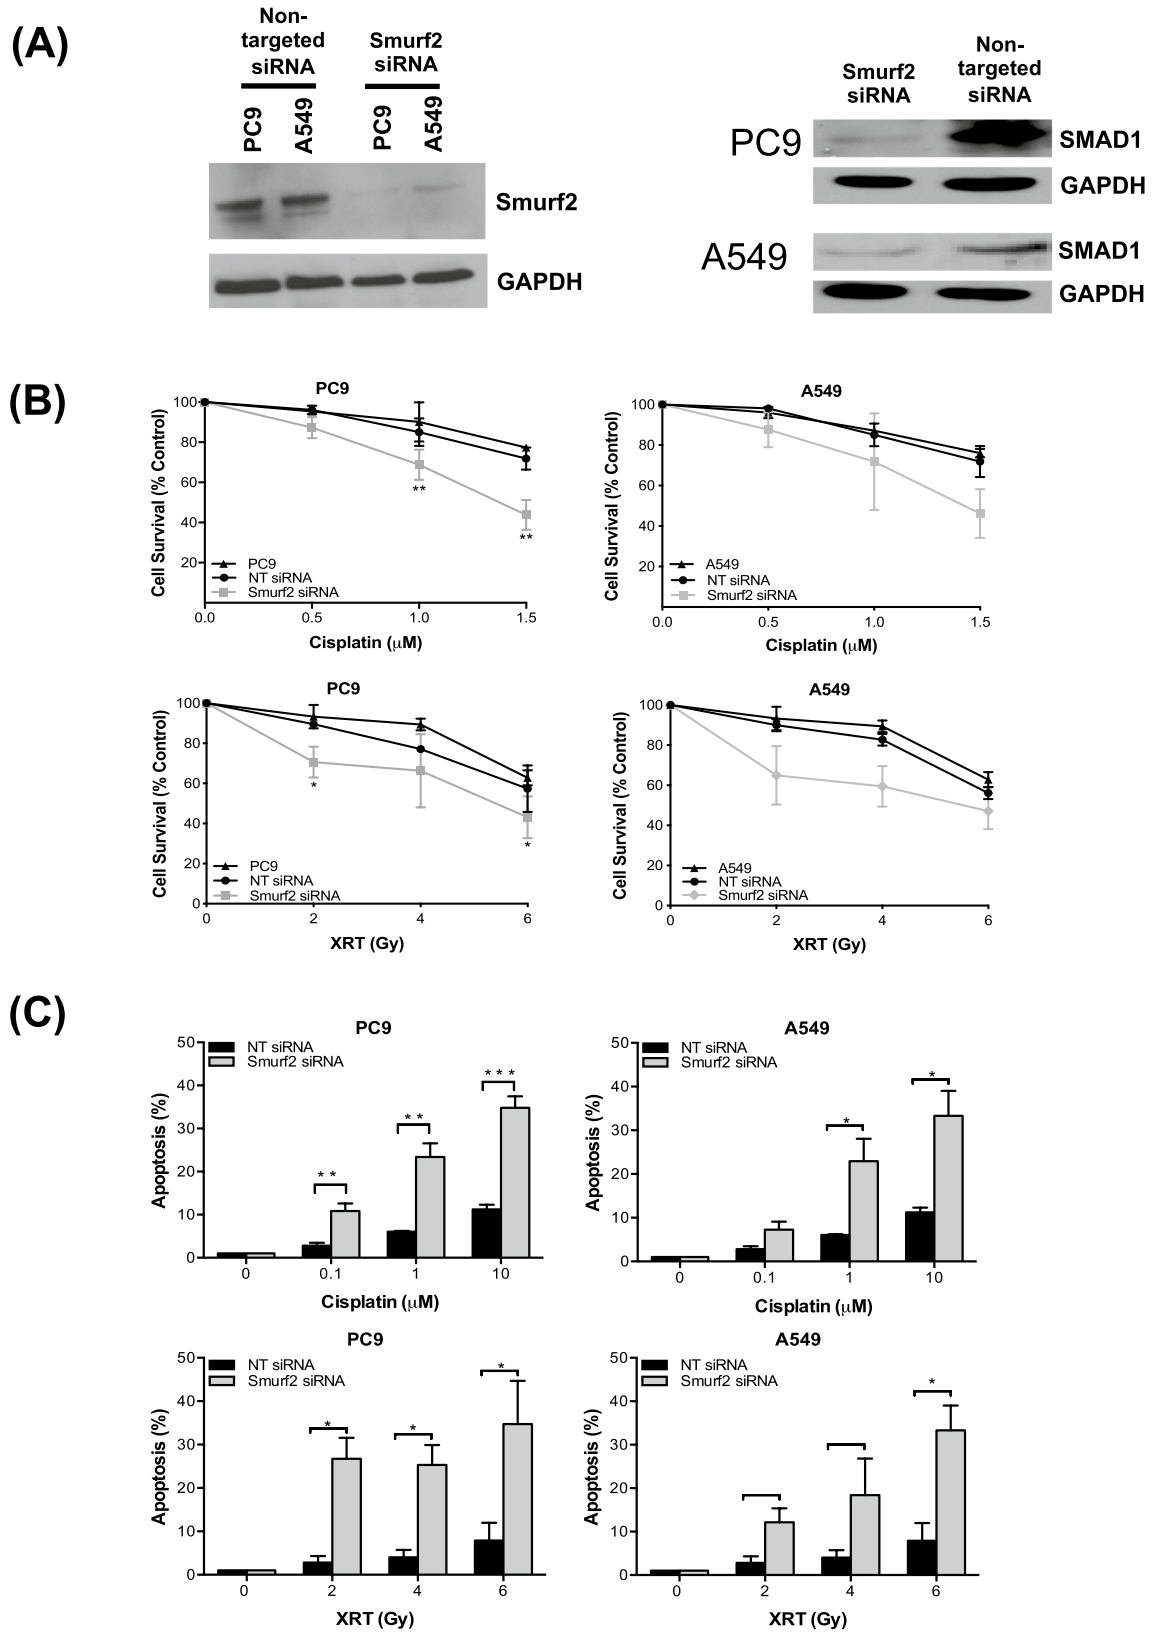 (A)
Non-
targeted
siRNA
Smurf2
siRNA
PC9
A549
PC9
A549
Smurf2
GAPDH
Smurf2
siRNA
Non-
targeted
siRNA
PC9
SMAD1
GAPDH
A549
SMAD1
GAPDH
(B)
PC9
Cell Survival (% Control)
100
80
60
40
20
**
**
PC9
NT siRNA
Smurf2 siRNA
0.0
0.5
1.0
1.5
Cisplatin (μM)
A549
Cell Survival (% Control)
100
80
60
40
20
A549
NT siRNA
Smurf2 siRNA
0.0
0.5
1.0
1.5
Cisplatin (μM)
PC9
Cell Survival (% Control)
100
80
60
40
20
0
*
*
PC9
NT siRNA
Smurf2 siRNA
0
2
4
6
XRT (Gy)
A549
Cell Survival (% Control)
100
80
60
40
20
0
A549
NT siRNA
Smurf2 siRNA
0
2
4
6
XRT (Gy)
(C)
PC9
NT siRNA
Smurf2 siRNA
Apoptosis (%)
50
40
30
20
10
0
* *
* *
* * *
0
0.1
1
10
Cisplatin (μM)
A549
NT siRNA
Smurf2 siRNA
Apoptosis (%)
50
40
30
20
10
0
*
*
0
0.1
1
10
Cisplatin (μM)
PC9
NT siRNA
Smurf2 siRNA
Apoptosis (%)
50
40
30
20
10
0
*
*
*
0
2
4
6
XRT (Gy)
A549
NT siRNA
Smurf2 siRNA
Apoptosis (%)
50
40
30
20
10
0
*
0
2
4
6
XRT (Gy)